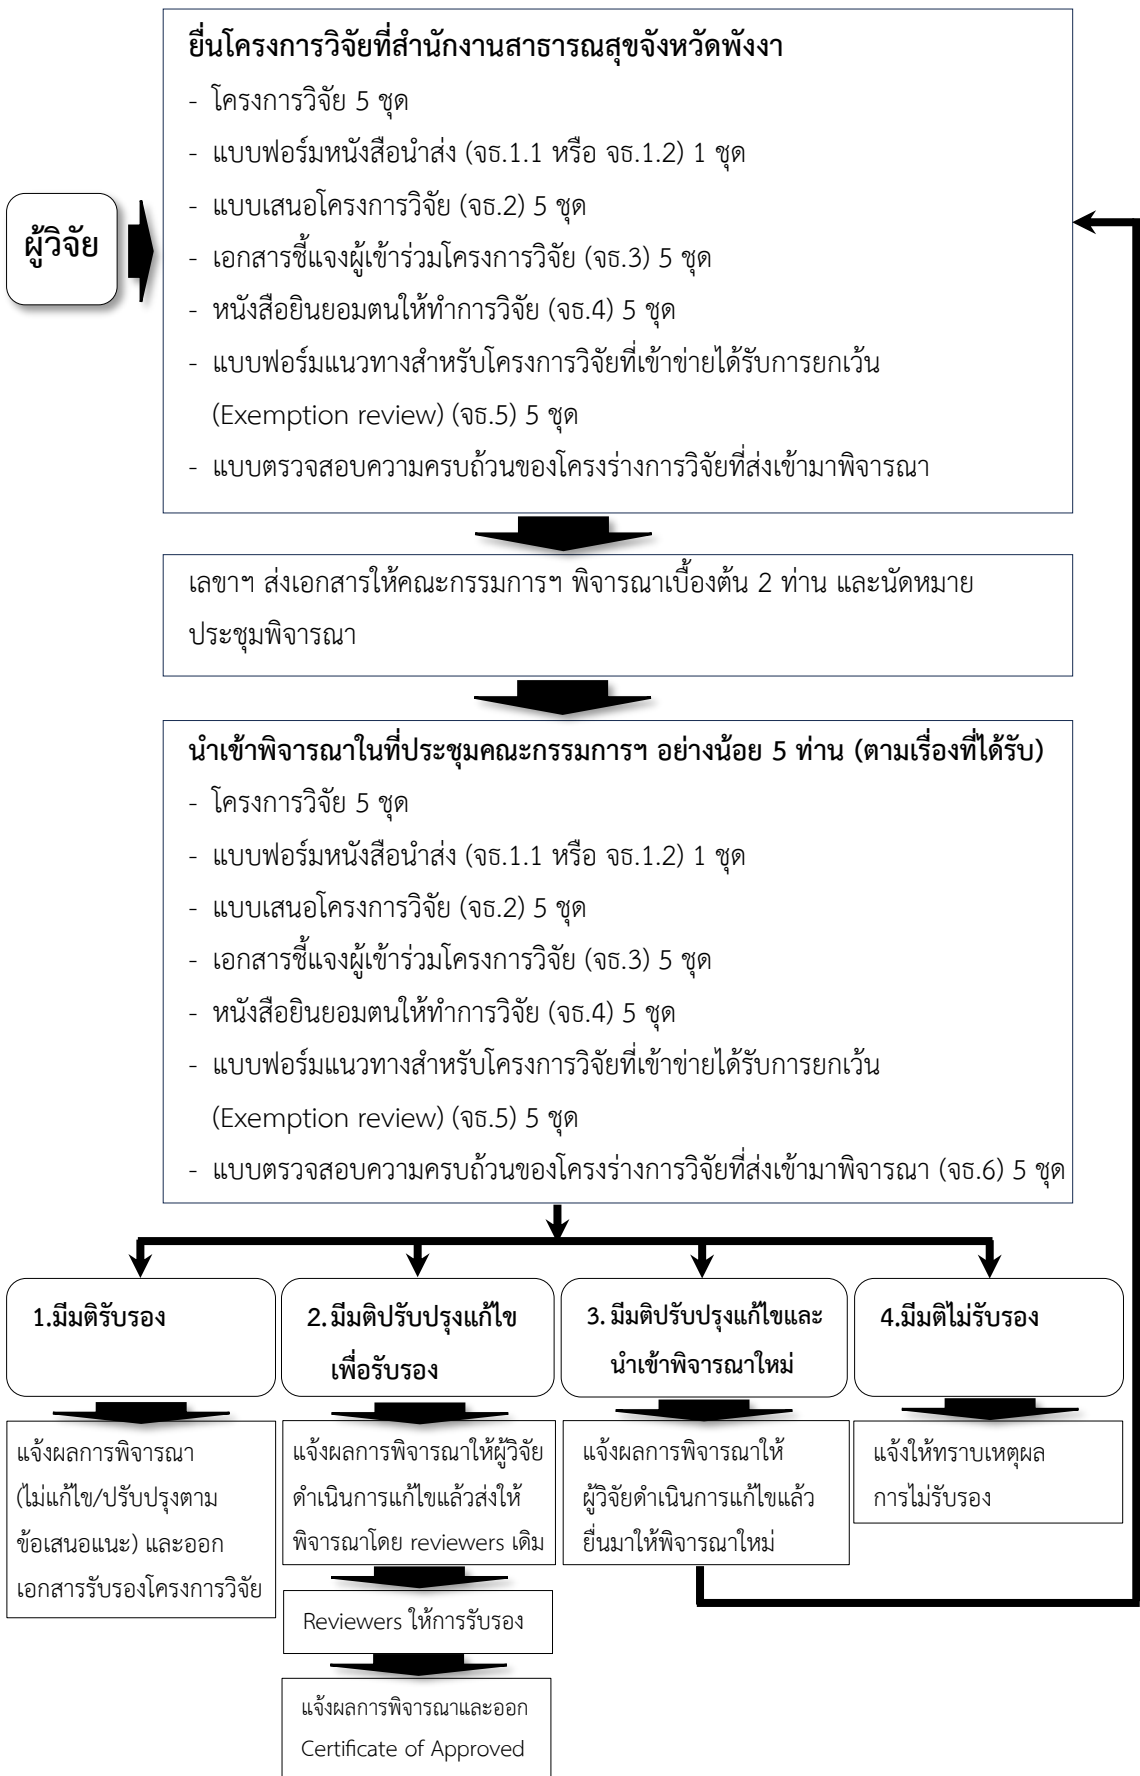 ยื่นโครงการวิจัยที่สำนักงานสาธารณสุขจังหวัดพังงา
- โครงการวิจัย 5 ชุด
- แบบฟอร์มหนังสือนำส่ง (จธ.1.1 หรือ จธ.1.2) 1 ชุด
- แบบเสนอโครงการวิจัย (จธ.2) 5 ชุด
ผู้วิจัย
- เอกสารชี้แจงผู้เข้าร่วมโครงการวิจัย (จธ.3) 5 ชุด
- หนังสือยินยอมตนให้ทำการวิจัย (จธ.4) 5 ชุด
- แบบฟอร์มแนวทางสำหรับโครงการวิจัยที่เข้าข่ายได้รับการยกเว้น
(Exemption review) (จธ.5) 5 ชุด
- แบบตรวจสอบความครบถ้วนของโครงร่างการวิจัยที่ส่งเข้ามาพิจารณา
เลขาฯ ส่งเอกสารให้คณะกรรมการฯ พิจารณาเบื้องต้น 2 ท่าน และนัดหมาย
ประชุมพิจารณา
นำเข้าพิจารณาในที่ประชุมคณะกรรมการฯ อย่างน้อย 5 ท่าน (ตามเรื่องที่ได้รับ)
- โครงการวิจัย 5 ชุด
- แบบฟอร์มหนังสือนำส่ง (จธ.1.1 หรือ จธ.1.2) 1 ชุด
- แบบเสนอโครงการวิจัย (จธ.2) 5 ชุด
- เอกสารชี้แจงผู้เข้าร่วมโครงการวิจัย (จธ.3) 5 ชุด
- หนังสือยินยอมตนให้ทำการวิจัย (จธ.4) 5 ชุด
- แบบฟอร์มแนวทางสำหรับโครงการวิจัยที่เข้าข่ายได้รับการยกเว้น
(Exemption review) (จธ.5) 5 ชุด
- แบบตรวจสอบความครบถ้วนของโครงร่างการวิจัยที่ส่งเข้ามาพิจารณา (จธ.6) 5 ชุด
1.มีมติรับรอง
2. มีมติปรับปรุงแก้ไข
เพื่อรับรอง
3. มีมติปรับปรุงแก้ไขและ
นำเข้าพิจารณาใหม่
4.มีมติไม่รับรอง
แจ้งผลการพิจารณา
(ไม่แก้ไข/ปรับปรุงตาม
ข้อเสนอแนะ) และออก
เอกสารรับรองโครงการวิจัย
แจ้งผลการพิจารณาให้ผู้วิจัย
ดำเนินการแก้ไขแล้วส่งให้
พิจารณาโดย reviewers เดิม
Reviewers ให้การรับรอง
แจ้งผลการพิจารณาและออก
Certificate of Approved
แจ้งผลการพิจารณาให้
ผู้วิจัยดำเนินการแก้ไขแล้ว
ยื่นมาให้พิจารณาใหม่
แจ้งให้ทราบเหตุผล
การไม่รับรอง